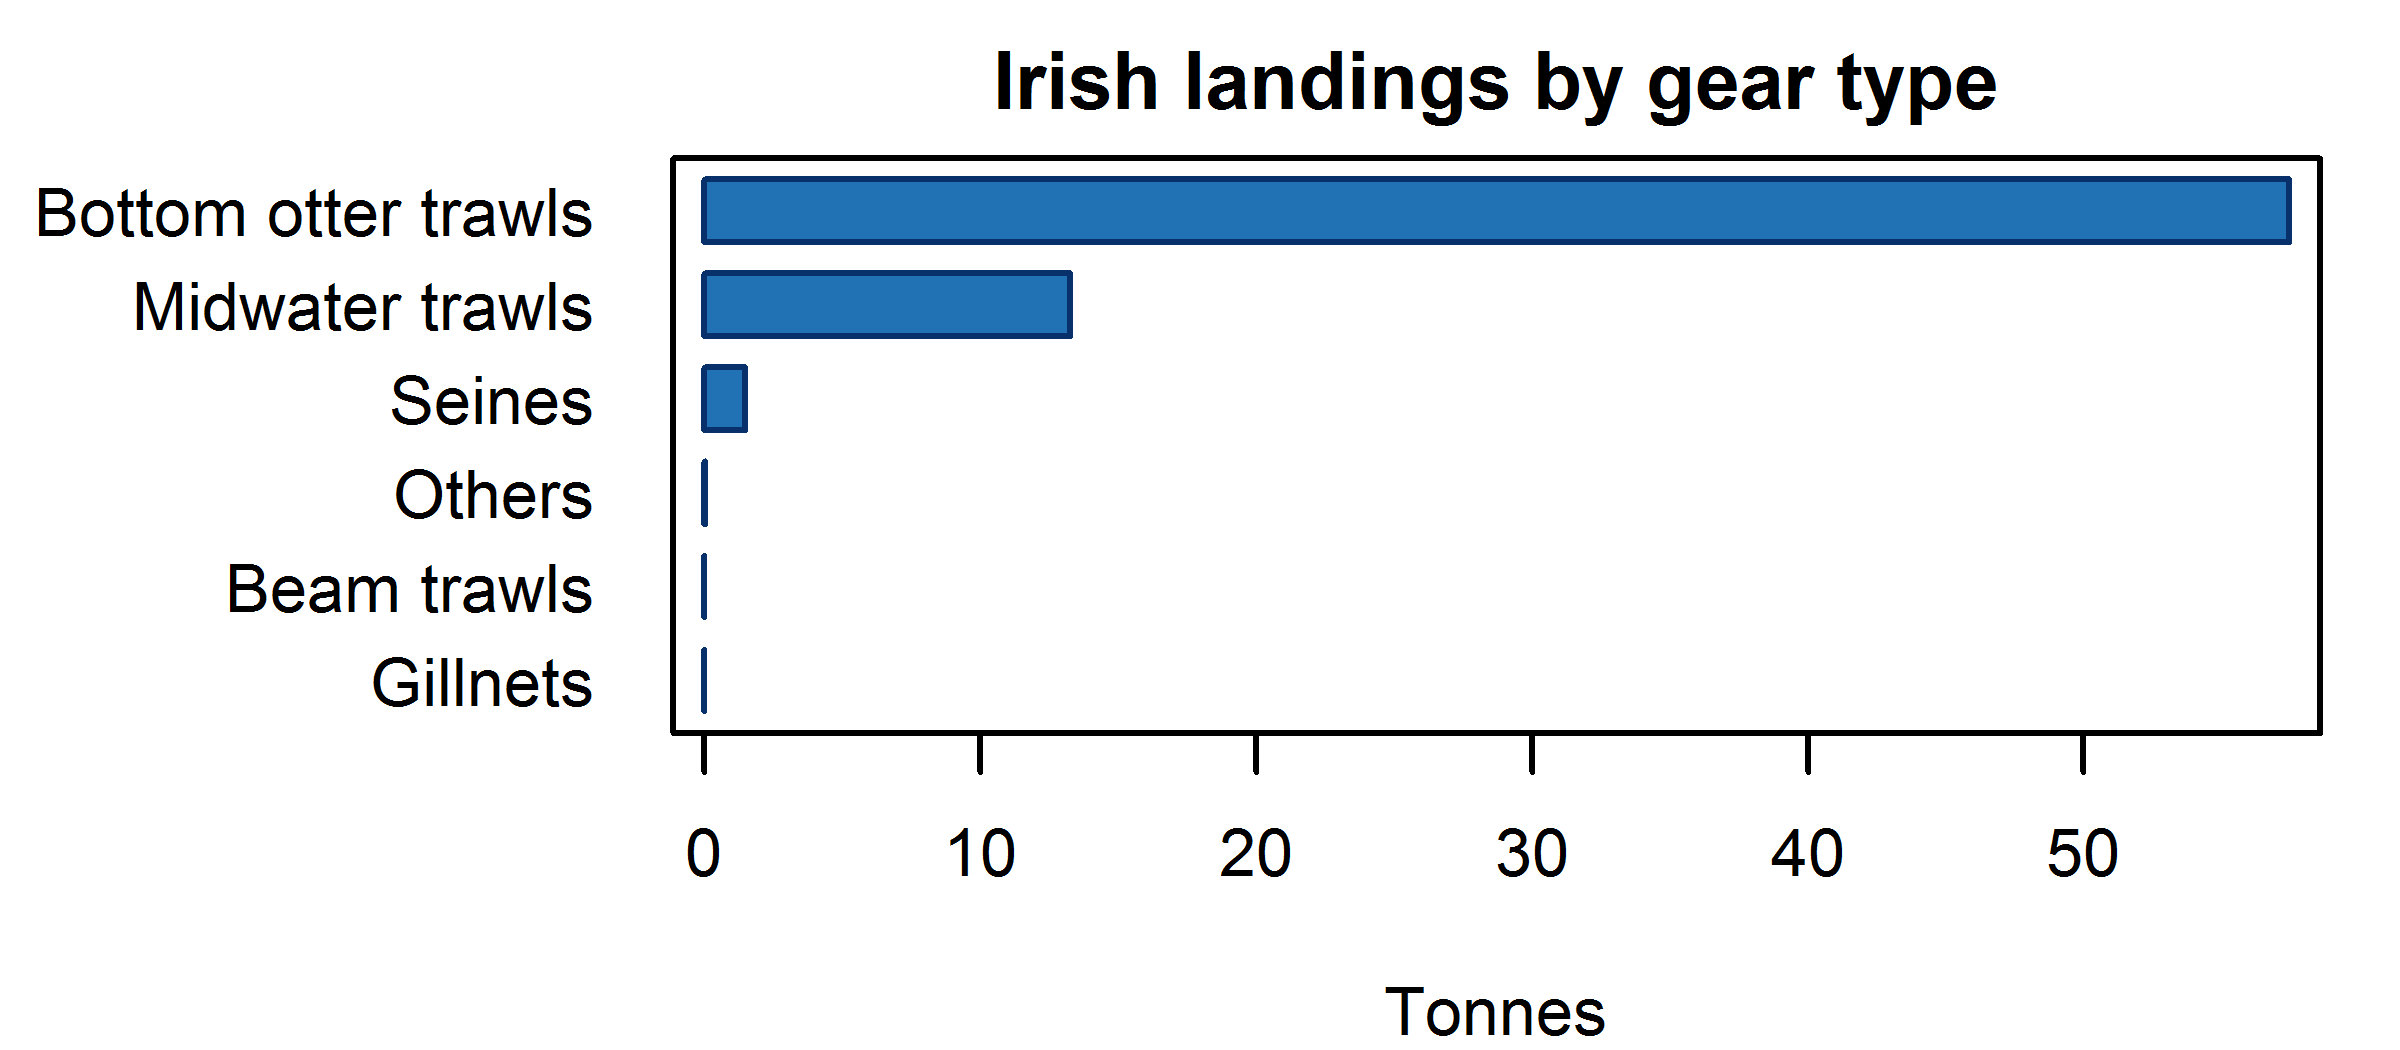 Irish landings by gear type
Bottom otter trawls
Midwater trawls
Seines
Others
Beam trawls
Gillnets
0 10 20 30 40 50
Tonnes